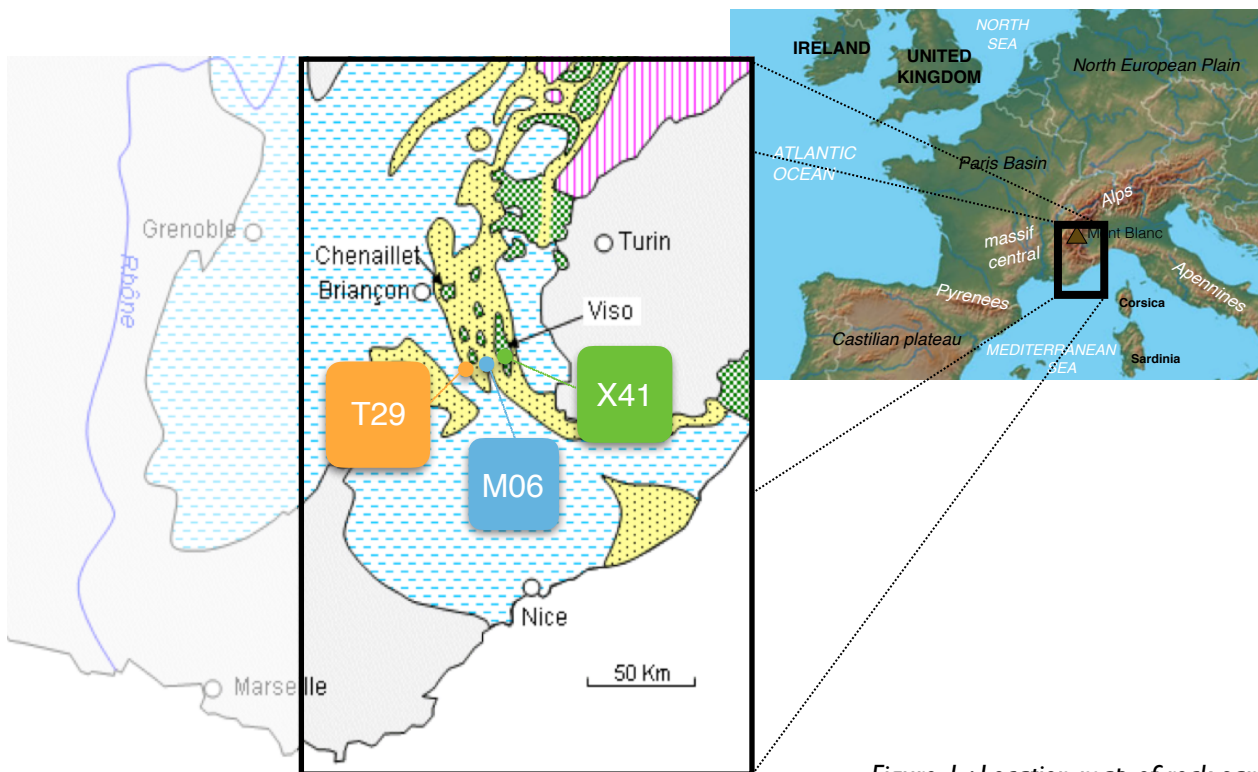 NORTH
SEA
IRELAND
UNITED
KINGDOM
North European Plain
ATLANTIC
OCEAN
Paris Basin
Alps
massif
central
Mont Blanc
Pyrenees
Apennines
Corsica
Castilian plateau
MEDITERRANEAN
SEA
Sardinia
Grenoble
Rhône
Turin
Chenaillet
Briançon
Viso
T29
M06
X41
Nice
50 Km
Marseille